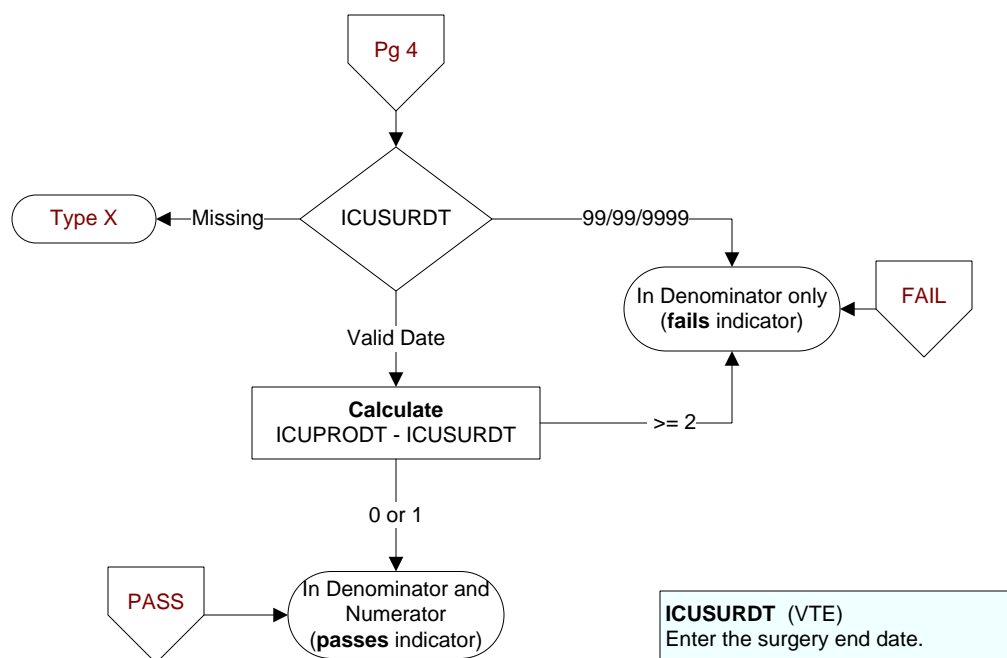 Pg 4
Type X
Missing
ICUSURDT
99/99/9999
In Denominator only
(fails indicator)
FAIL
Valid Date
Calculate
ICUPRODT - ICUSURDT
>= 2
0 or 1
PASS
In Denominator and
Numerator
(passes indicator)
ICUSURDT (VTE)
Enter the surgery end date.